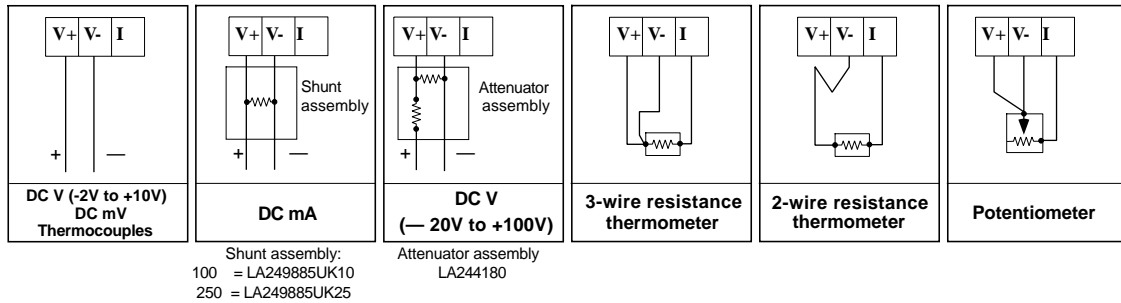 V+ V- I
+ —
DC V (-2V to +10V)
DC mV
Thermocouples
V+ V- I
Shunt
assembly
+ —
DC mA
Shunt assembly:
100 = LA249885UK10
250 = LA249885UK25
V+ V- I
Attenuator
assembly
+ —
DC V
(— 20V to +100V)
Attenuator assembly
LA244180
V+ V- I
3-wire resistance
thermometer
V+ V- I
2-wire resistance
thermometer
V+ V- I
Potentiometer